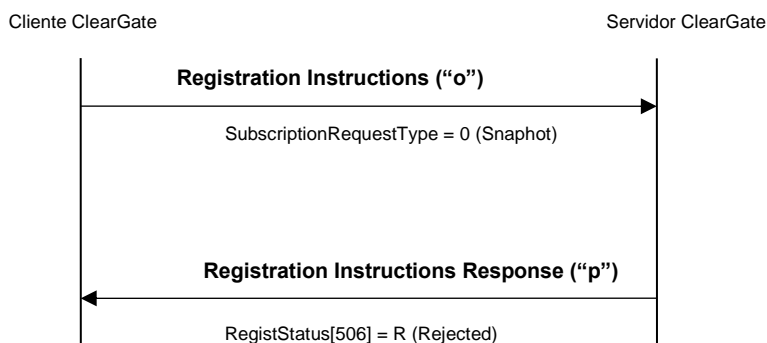 Cliente ClearGate
Servidor ClearGate
Registration Instructions (“o”)
SubscriptionRequestType = 0 (Snaphot)
Registration Instructions Response (“p”)
RegistStatus[506] = R (Rejected)